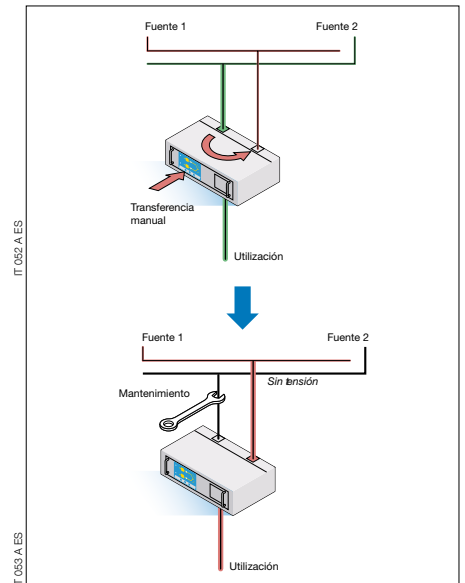 Fuente 1
Fuente 2
Transferencia
manual
Utilización
IT 052 A ES
Fuente 1
Fuente 2
Sin tensión
Mantenimiento
Utilización
IT 053 A ES